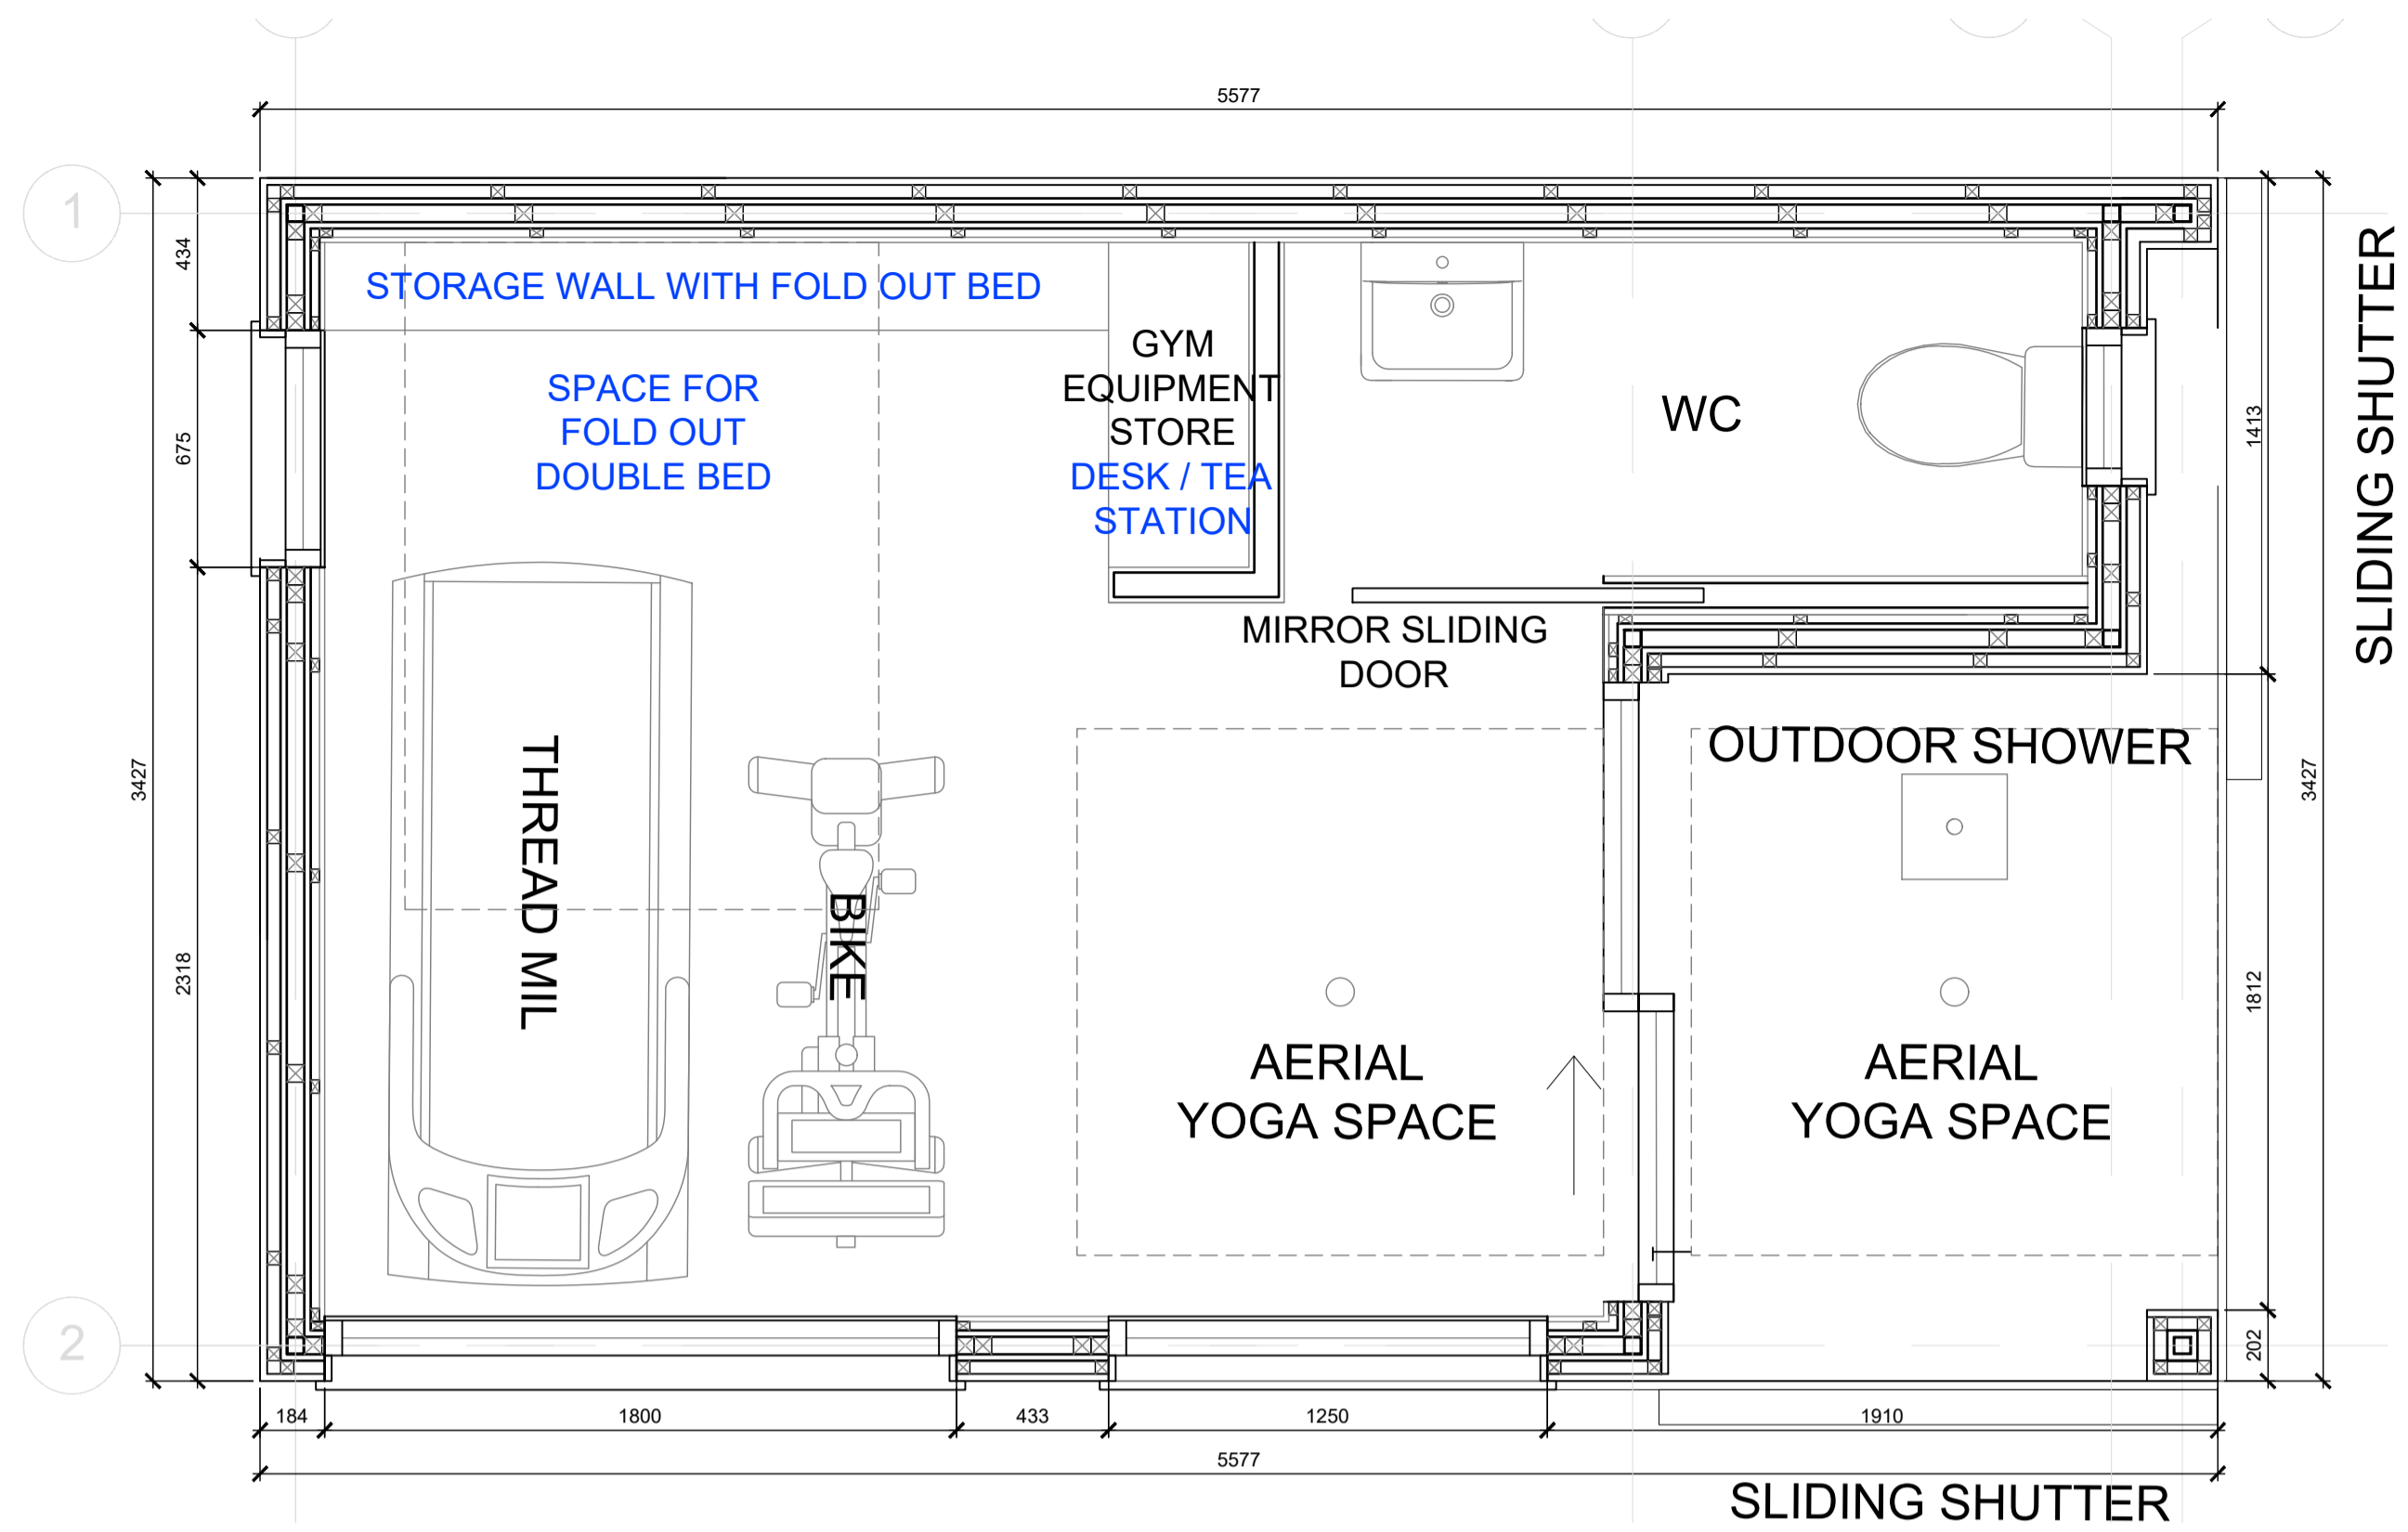 5577
1
434
STORAGE WALL WITH FOLD OUT BED
GYM
EQUIPMENT
STORE
DESK / TEA
STATION
SPACE FOR
FOLD OUT
DOUBLE BED
WC
675
1413
SLIDING SHUTTER
MIRROR SLIDING
DOOR
OUTDOOR SHOWER
3427
3427
THREAD MIL
BIKE
2318
1812
AERIAL
YOGA SPACE
AERIAL
YOGA SPACE
2
202
184
1800
433
1250
1910
5577
SLIDING SHUTTER